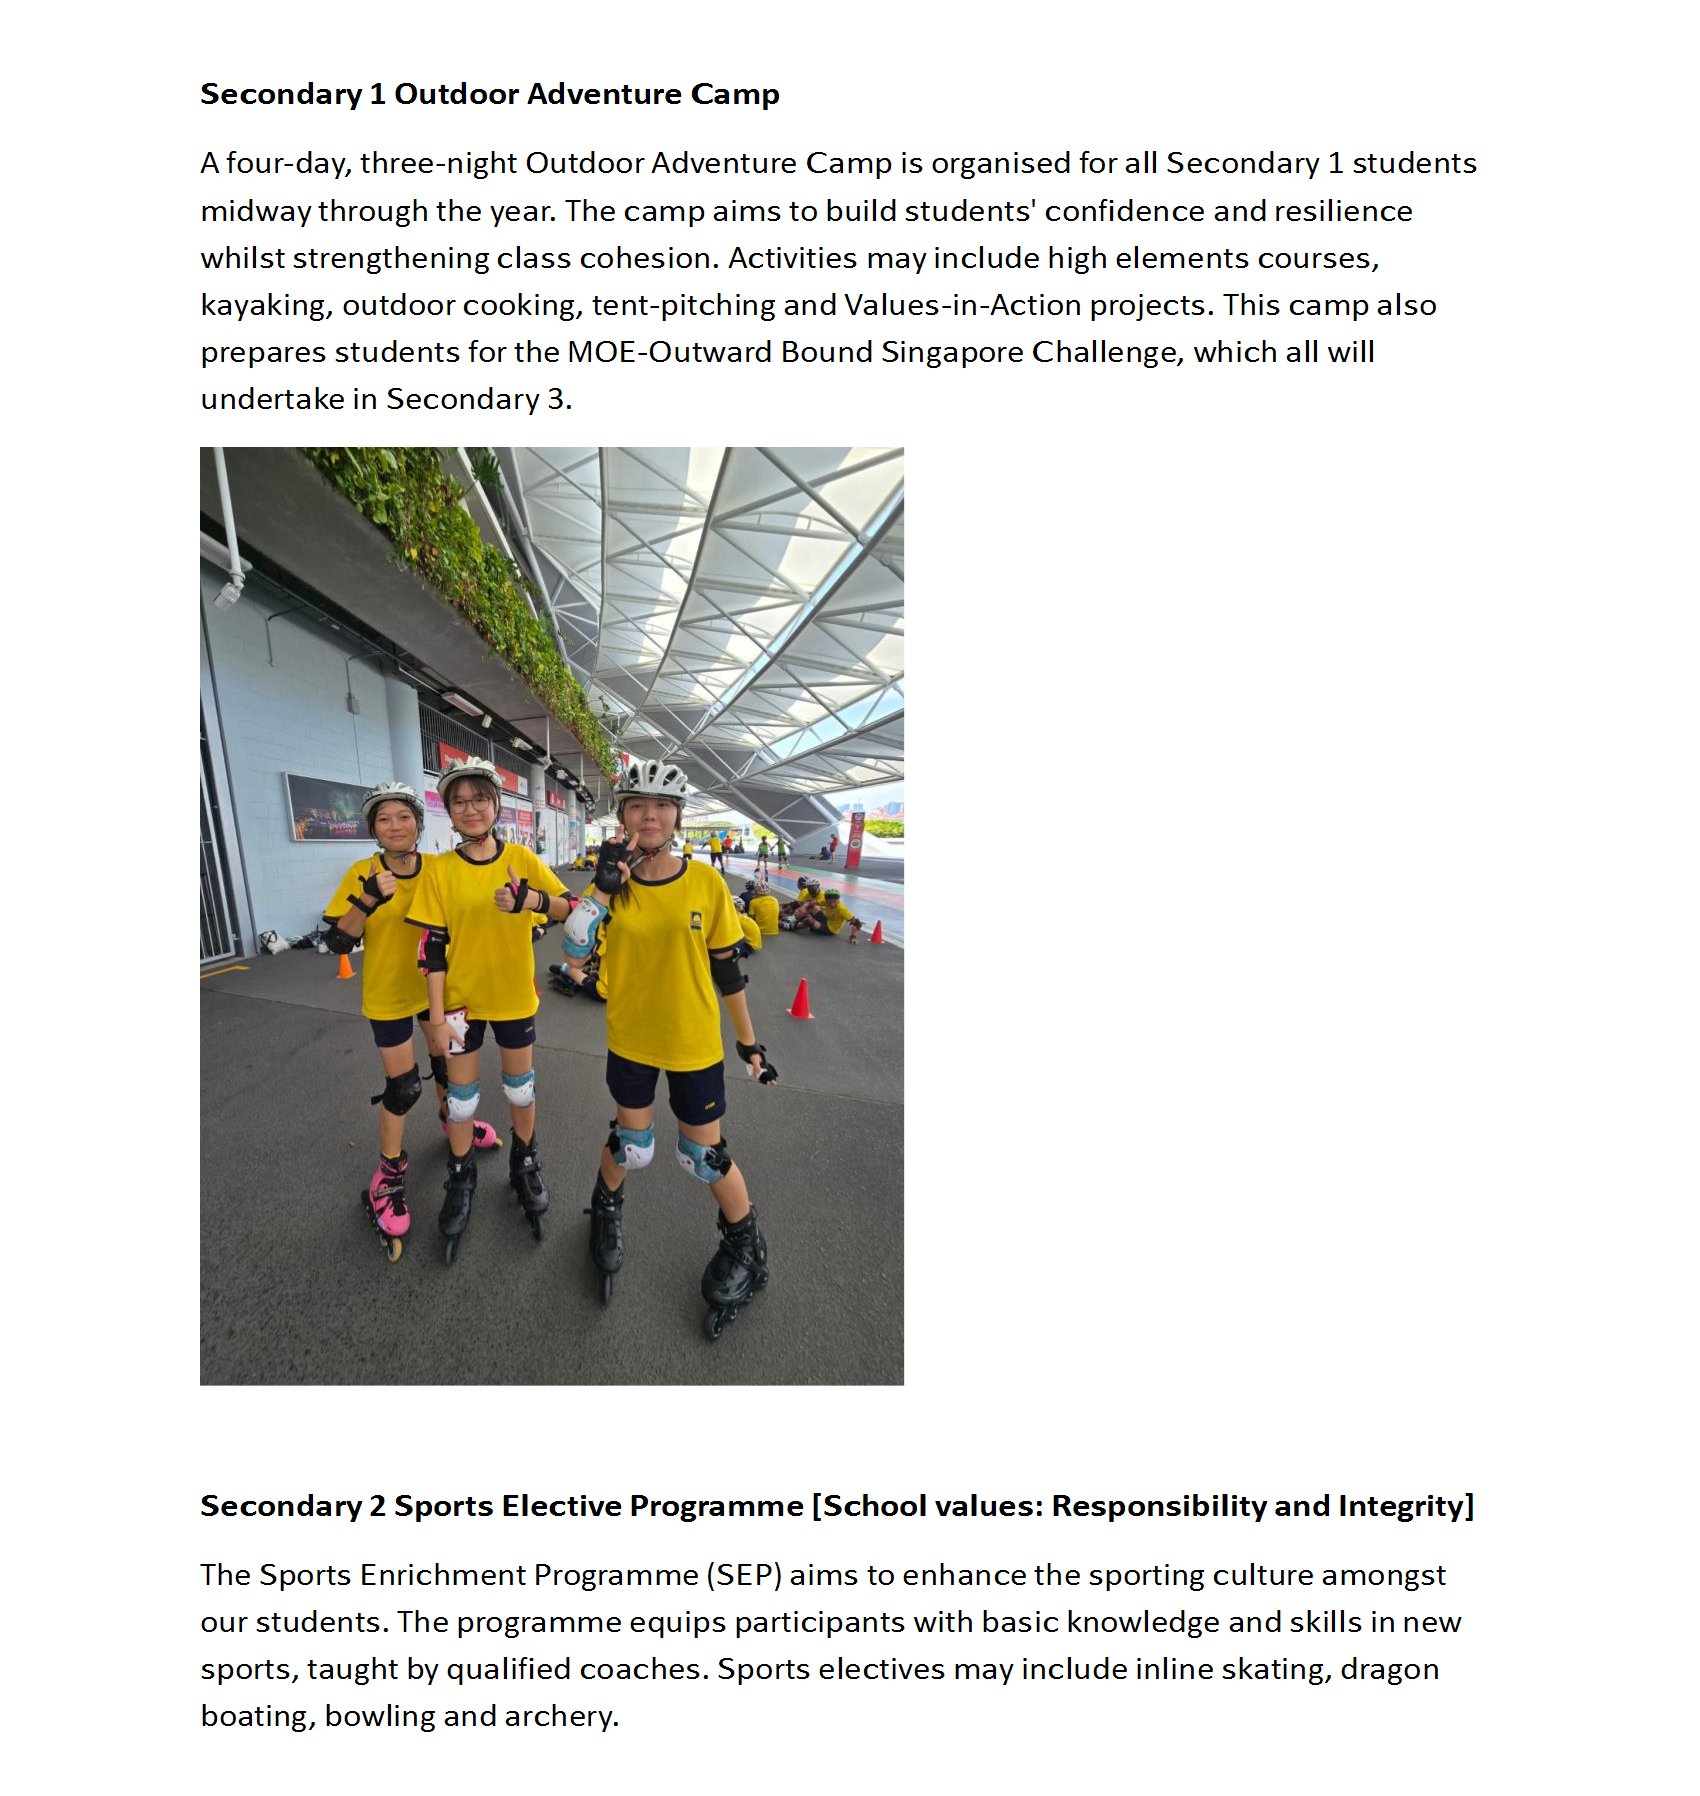 Secondary 1 Outdoor Adventure Camp
A four-day, three-night Outdoor Adventure Camp is organised for all Secondary 1 students
midway through the year. The camp aims to build students' confidence and resilience
whilst strengthening class cohesion. Activities may include high elements courses,
kayaking, outdoor cooking, tent-pitching and Values-in-Action projects. This camp also
prepares students for the MOE-Outward Bound Singapore Challenge, which all will
undertake in Secondary 3.
Secondary 2 Sports Elective Programme [School values: Responsibility and Integrity]
The Sports Enrichment Programme (SEP) aims to enhance the sporting culture amongst
our students. The programme equips participants with basic knowledge and skills in new
sports, taught by qualified coaches. Sports electives may include inline skating, dragon
boating, bowling and archery.